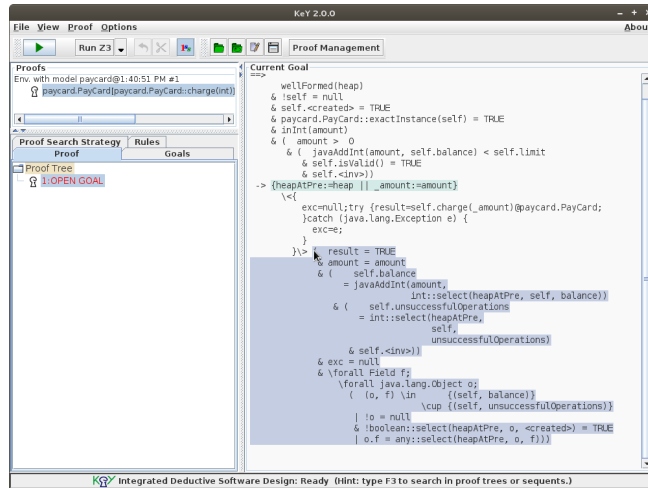 KeY 2.0.0
File View Proof Options Abou
Run Z3 Proof Management
Proofs
Env. with model paycard@1:40:51 PM #1
paycard.PayCard[paycard.PayCard::charge(int)]
Proof Search Strategy Rules
Proof Goals
Proof Tree
1:OPEN GOAL
Current Goal
==>
wellFormed(heap)
& !self = null
& self.<created> = TRUE
& paycard.PayCard::exactInstance(self) = TRUE
& inInt(amount)
& ( amount > 0
& ( javaAddInt(amount, self.balance) < self.limit
& self.isValid() = TRUE
& self.<inv>))
-> {heapAtPre:=heap || _amount:=amount}
\<{
exc=null;try {result=self.charge(_amount)@paycard.PayCard;
}catch (java.lang.Exception e) {
exc=e;
}
}\> ( result = TRUE
& amount = amount
& ( self.balance
= javaAddInt(amount,
int::select(heapAtPre, self, balance))
& ( self.unsuccessfulOperations
= int::select(heapAtPre,
self,
unsuccessfulOperations)
& self.<inv>))
& exc = null
& \forall Field f;
\forall java.lang.Object o;
( (o, f) \in {(self, balance)}
\cup {(self, unsuccessfulOperations)}
| !o = null
& !boolean::select(heapAtPre, o, <created>) = TRUE
| o.f = any::select(heapAtPre, o, f)))
KeY Integrated Deductive Software Design: Ready (Hint: type F3 to search in proof trees or sequents.)